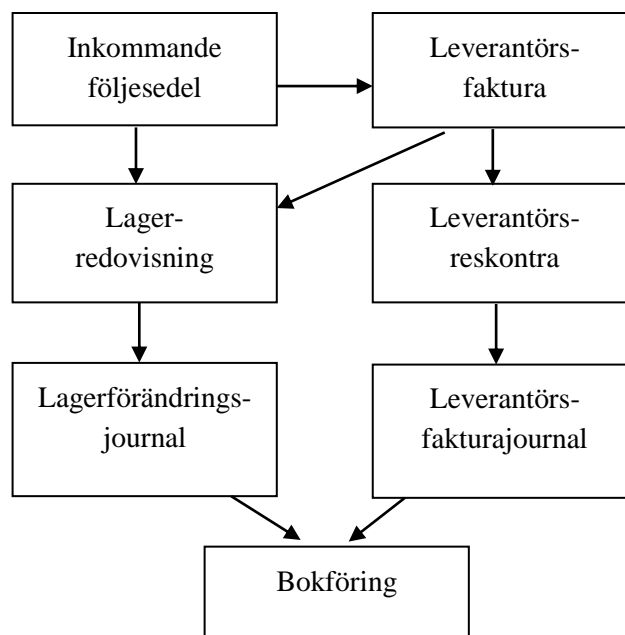 Inkommande
följesedel
Leverantörs-
faktura
Lager-
redovisning
Leverantörs-
reskontra
Lagerförändrings-
journal
Leverantörs-
fakturajournal
Bokföring